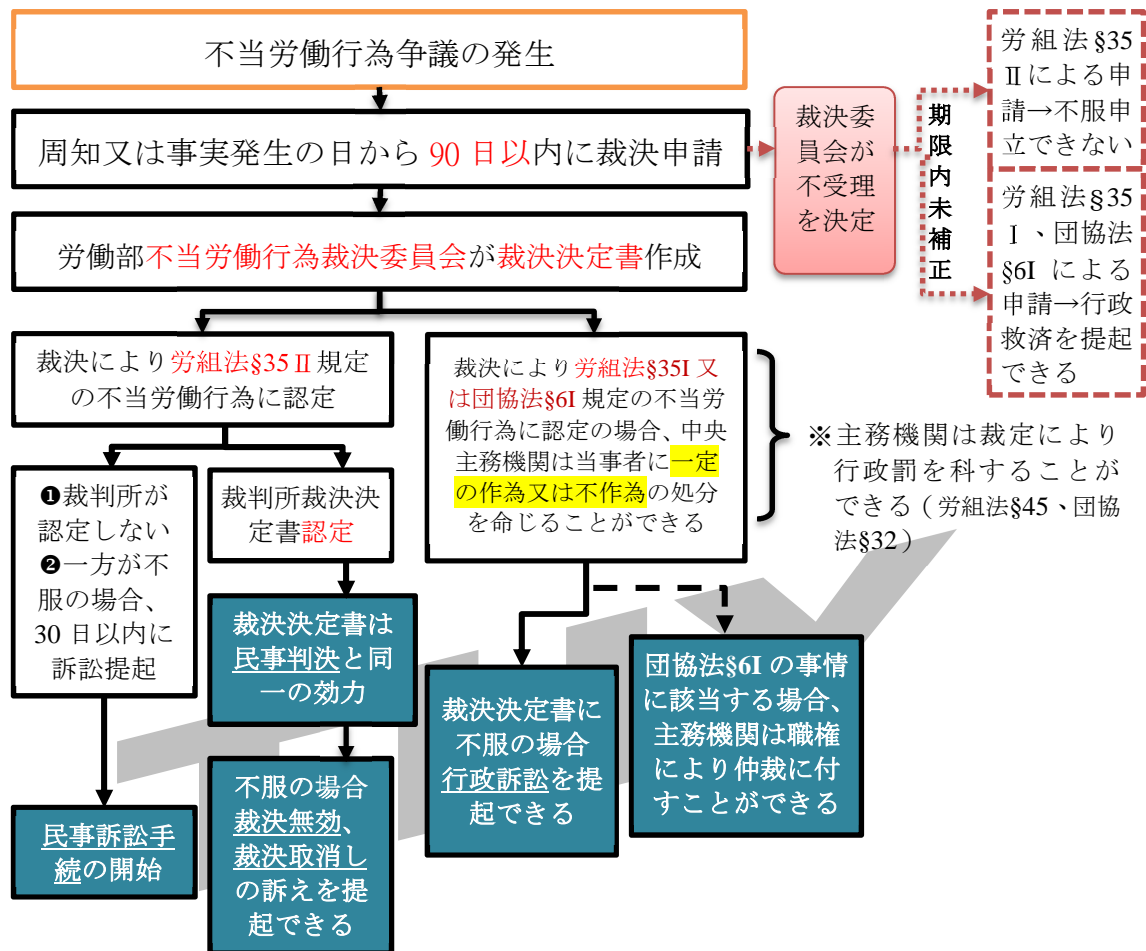 不当労働行為争議の発生
周知又は事実発生の日から 90 日以内に裁決申請
労働部不当労働行為裁決委員会が裁決決定書作成
裁決委
員会が
不受理
を決定
期限内未補正
労組法§35
Ⅱによる申
請→不服申
立できない
労組法§35
Ⅰ、団協法
§6I による
申請→行政
救済を提起
できる
裁決により労組法§35Ⅱ規定
の不当労働行為に認定
裁決により労組法§35I 又
は団協法§6I 規定の不当労
働行為に認定の場合、中央
主務機関は当事者に一定
の作為又は不作為の処分
を命じることができる
※主務機関は裁定により
行政罰を科することが
できる（労組法§45、団協
法§32）
❶裁判所が
認定しない
❷一方が不
服の場合、
30 日以内に
訴訟提起
裁判所裁決決
定書認定
裁決決定書は
民事判決と同
一の効力
裁決決定書に
不服の場合
行政訴訟を提
起できる
団協法§6I の事情
に該当する場合、
主務機関は職権
により仲裁に付
すことができる
民事訴訟手
続の開始
不服の場合
裁決無効、
裁決取消し
の訴えを提
起できる